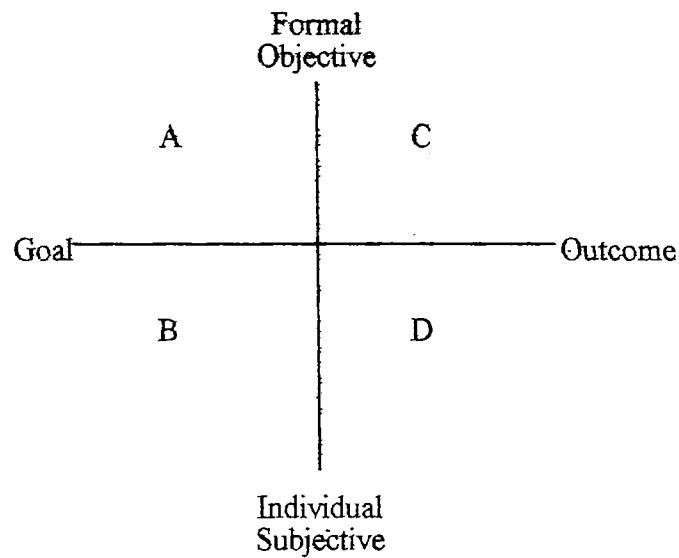 Formal
Objective
A C
Goal Outcome
B D
Individual
Subjective